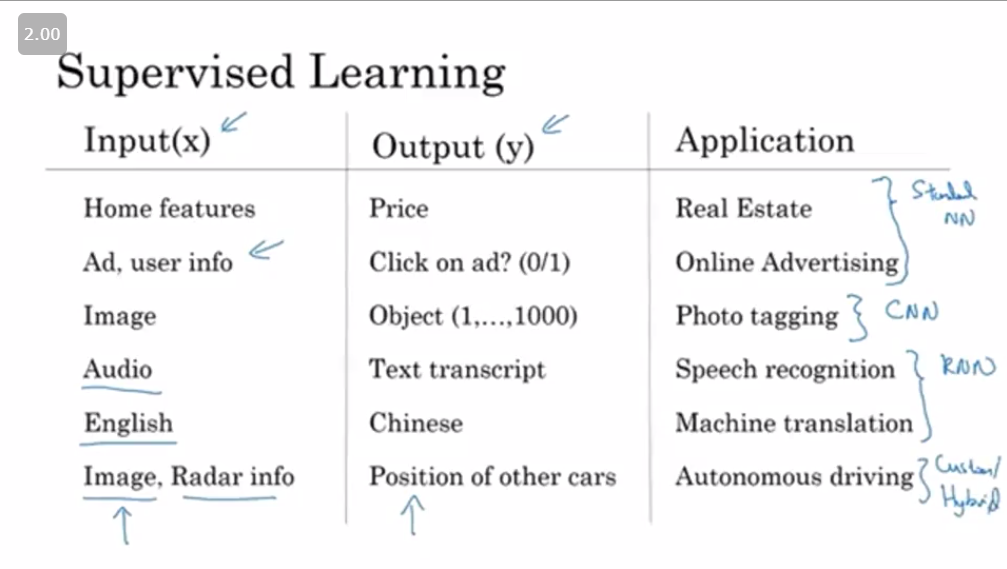 2.00
Supervised Learning
Input(x) Output (y) Application
Home features Price Real Estate
Standard
NN
Ad, user info Click on ad? (0/1) Online Advertising
Image Object (1,...,1000) Photo tagging CNN
Audio Text transcript Speech recognition RNN
English Chinese Machine translation
Image, Radar info Position of other cars Autonomous driving Custom/
Hybrid